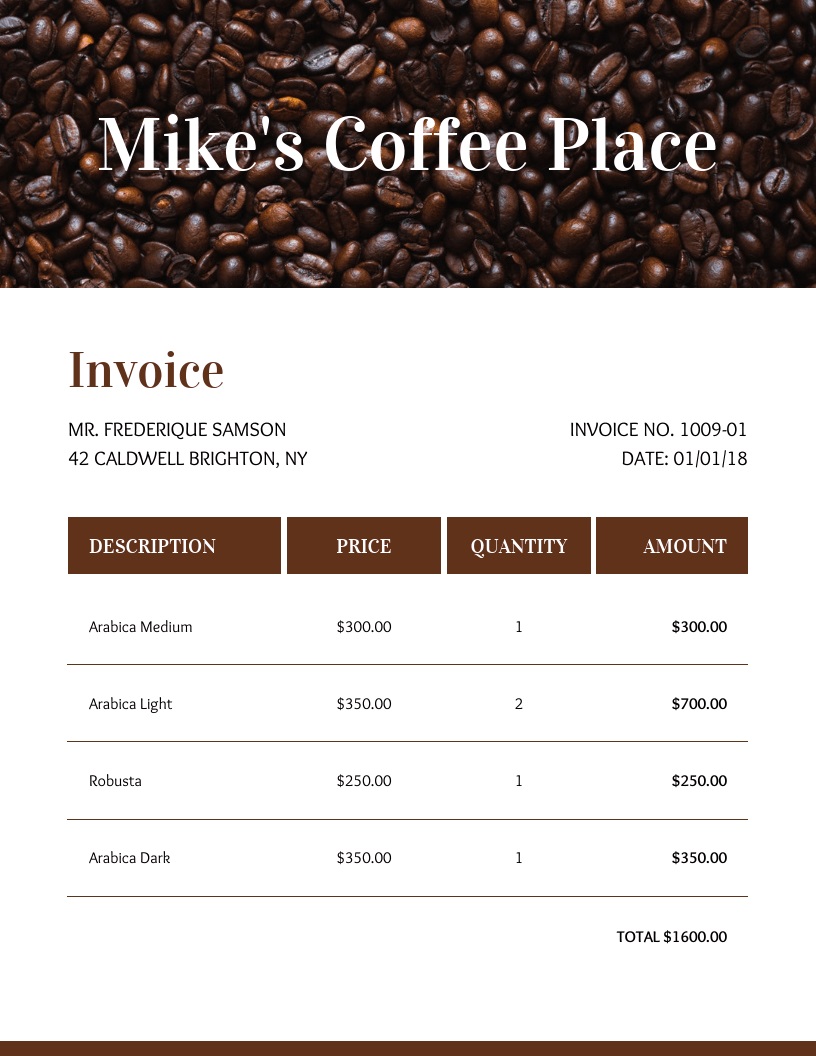 Mike's Coffee Place
Invoice
MR. FREDERIQUE SAMSON
42 CALDWELL BRIGHTON, NY
INVOICE NO. 1009-01
DATE: 01/01/18
DESCRIPTION PRICE QUANTITY AMOUNT
Arabica Medium $300.00 1 $300.00
Arabica Light $350.00 2 $700.00
Robusta $250.00 1 $250.00
Arabica Dark $350.00 1 $350.00
TOTAL $1600.00